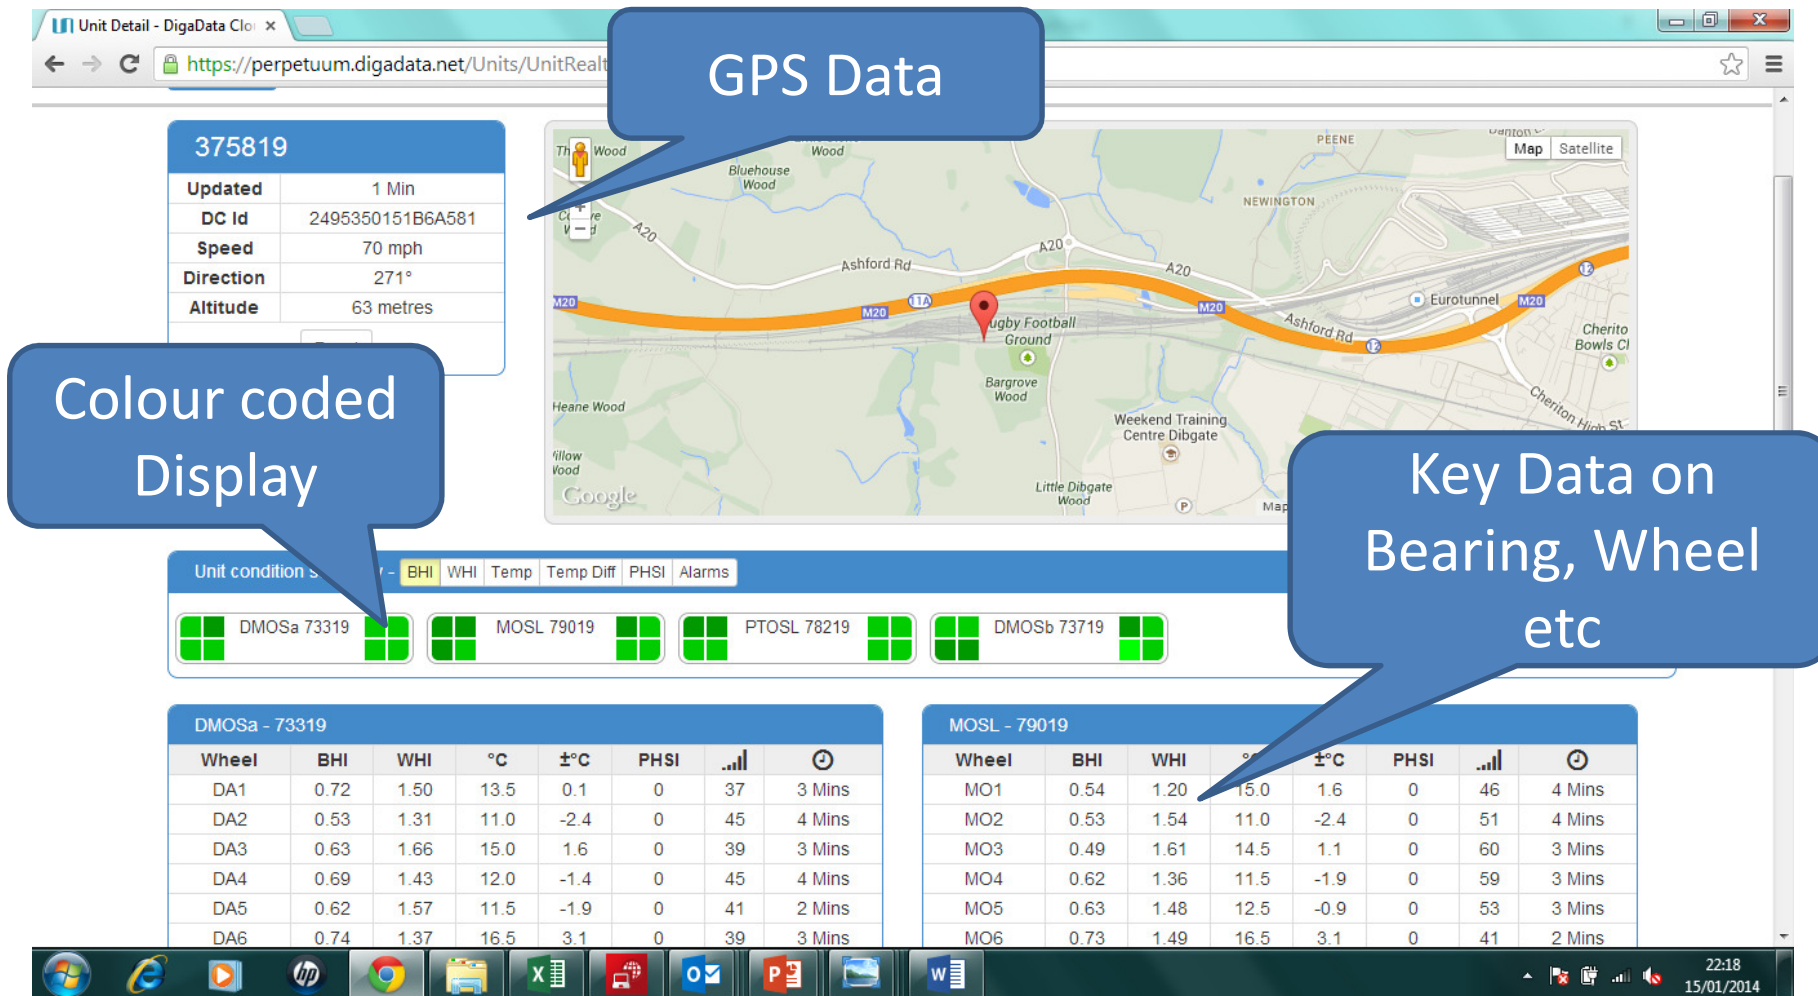 Unit Detail - DigaData Clo
https://perpetuum.digadata.net/Units/UnitRealt
GPS Data
375819
Updated 1 Min
DC Id 2495350151B6A581
Speed 70 mph
Direction 271°
Altitude 63 metres
Wood
Wood
Bluehouse
Wood
PEENE
Map Satellite
NEWINGTON
A20
A20
A20
Ashford Rd
M20
M20
11A
M20
M20
12
12
Eurotunnel
Ashford Rd
Rugby Football
Ground
Cherito
Bowls Cl
Bargrove
Wood
Heane Wood
Cheriton High St
Weekend Training
Centre Dibgate
Willow
Wood
Little Dibgate
Wood
P
Google
Map
Colour coded
Display
Key Data on
Bearing, Wheel
etc
Unit condition - BHI WHI Temp Temp Diff PHSI Alarms
DMOSa 73319 MOSL 79019 PTOSL 78219 DMOSb 73719
DMOSa - 73319
Wheel BHI WHI °C ±°C PHSI
DA1 0.72 1.50 13.5 0.1 0 37 3 Mins
DA2 0.53 1.31 11.0 -2.4 0 45 4 Mins
DA3 0.63 1.66 15.0 1.6 0 39 3 Mins
DA4 0.69 1.43 12.0 -1.4 0 45 4 Mins
DA5 0.62 1.57 11.5 -1.9 0 41 2 Mins
DA6 0.74 1.37 16.5 3.1 0 39 3 Mins
MOSL - 79019
Wheel BHI WHI °C ±°C PHSI
MO1 0.54 1.20 15.0 1.6 0 46 4 Mins
MO2 0.53 1.54 11.0 -2.4 0 51 4 Mins
MO3 0.49 1.61 14.5 1.1 0 60 3 Mins
MO4 0.62 1.36 11.5 -1.9 0 59 3 Mins
MO5 0.63 1.48 12.5 -0.9 0 53 3 Mins
MO6 0.73 1.49 16.5 3.1 0 41 2 Mins
22:18
15/01/2014